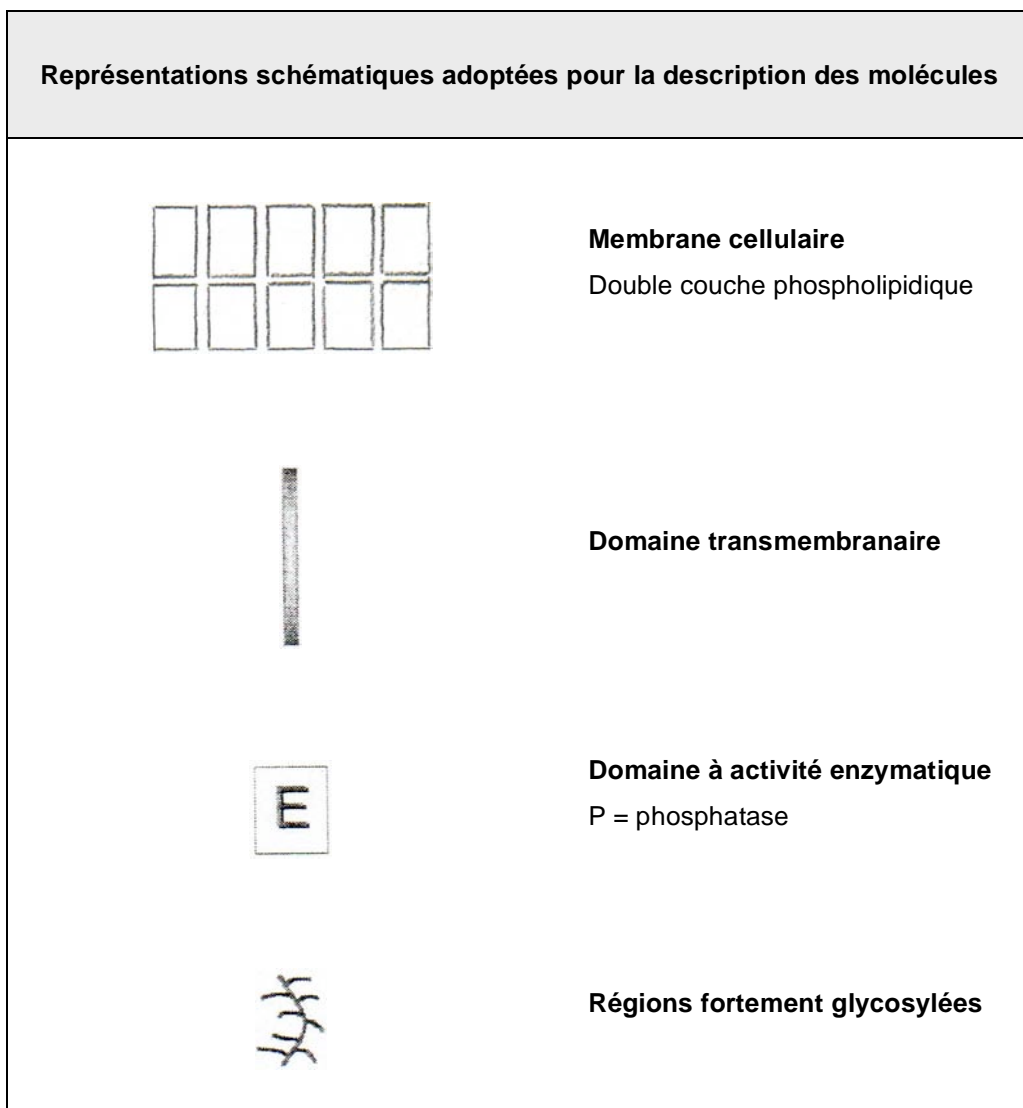 Représentations schématiques adoptées pour la description des molécules
Membrane cellulaire
Double couche phospholipidique
Domaine transmembranaire
Domaine à activité enzymatique
E
P = phosphatase
Régions fortement glycosylées